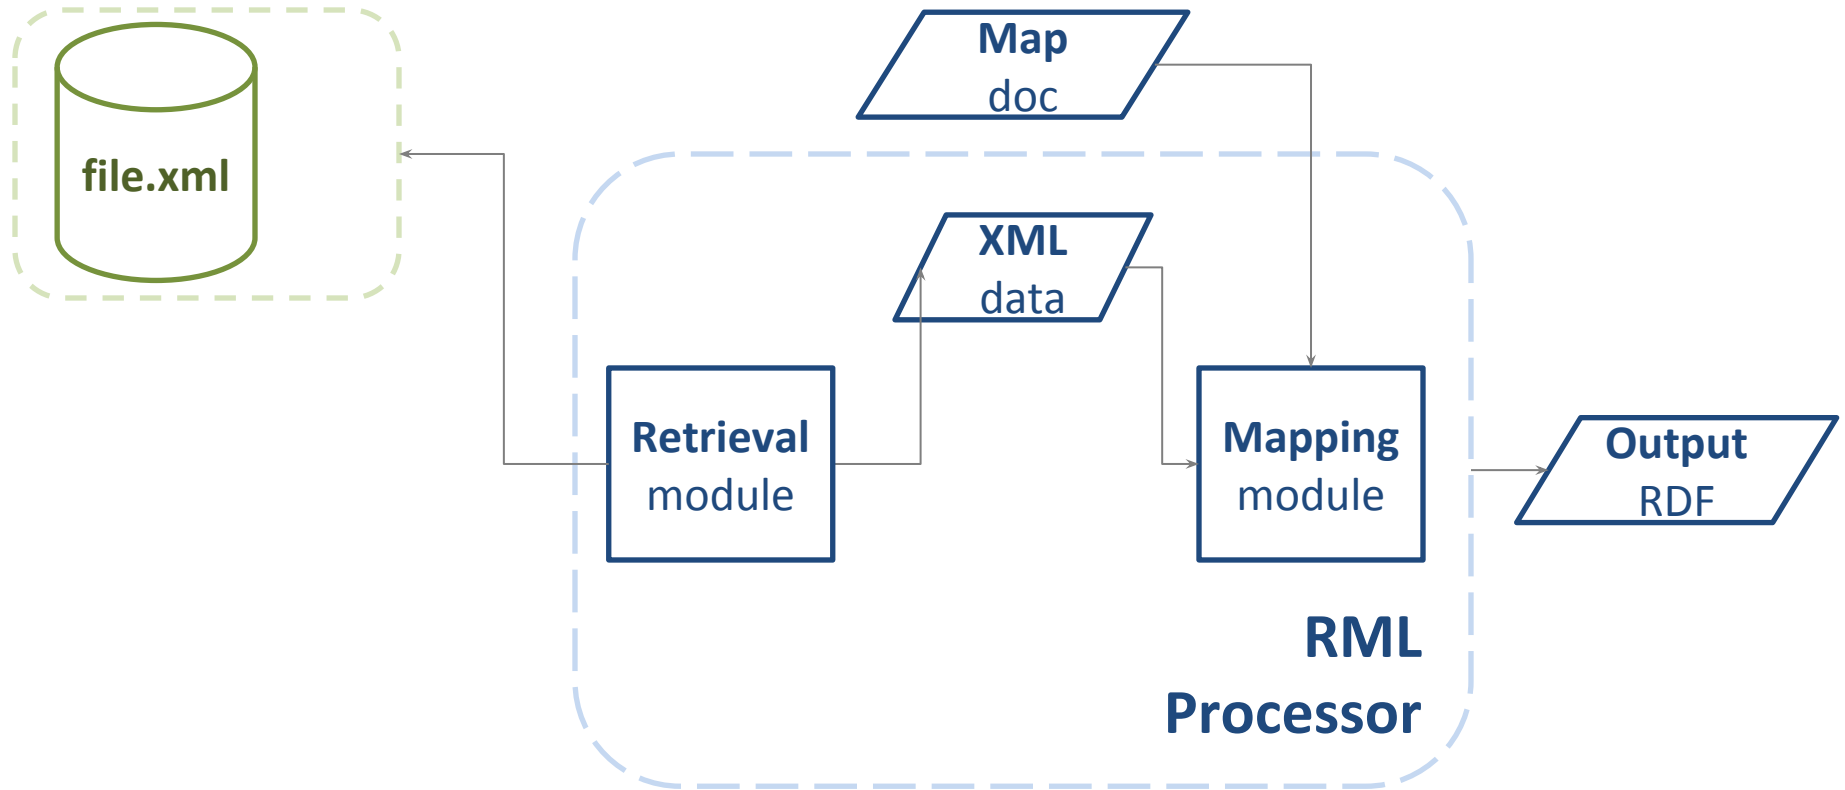 file.xml
Map
doc
XML
data
Retrieval
module
Mapping
module
Output
RDF
RML
Processor